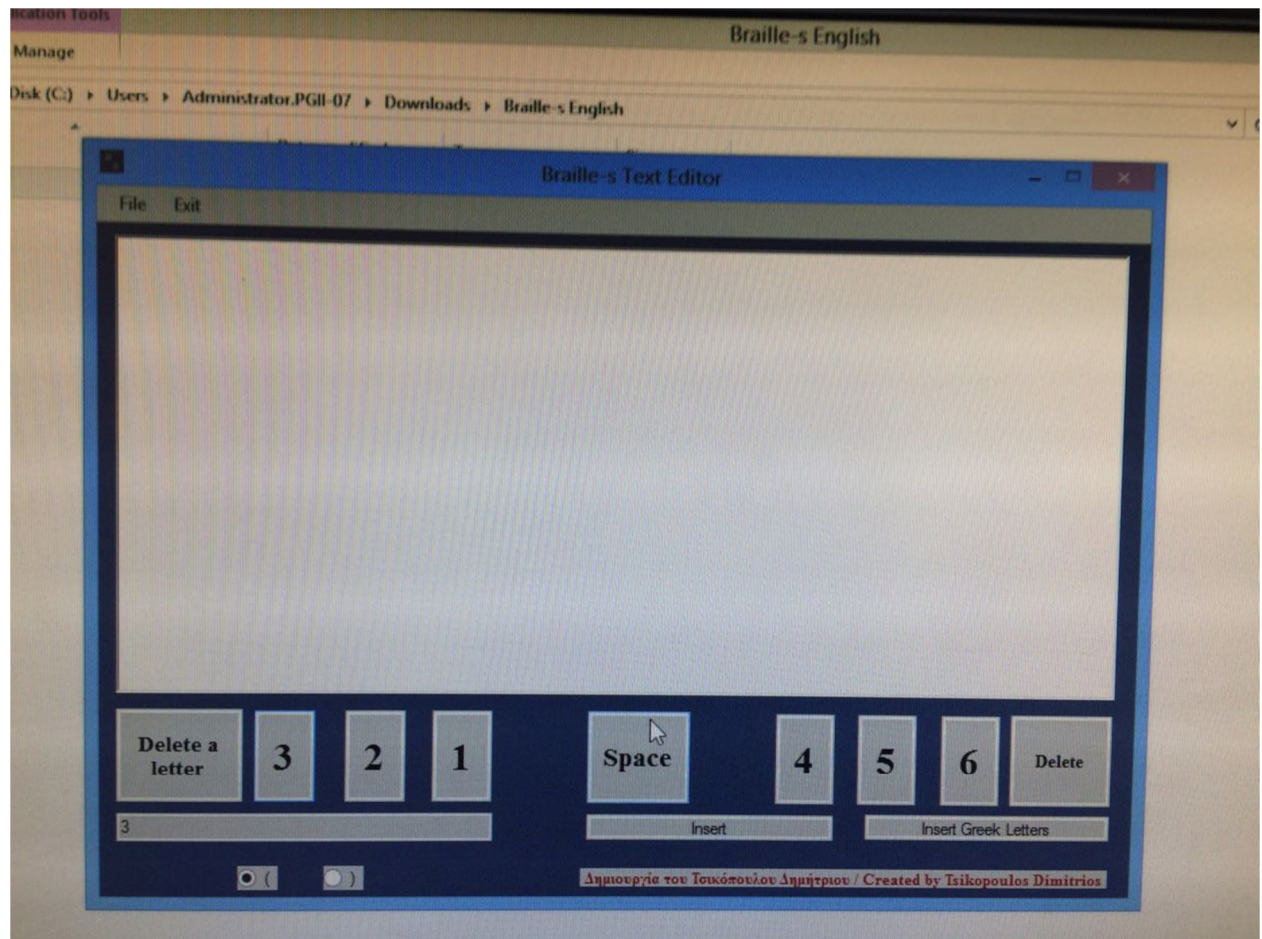 ication Tools
Braille-s English
Manage
Disk (C:) Users Administrator.PGII-07 Downloads Braille-s English
Braille-s Text Editor
File Exit
Delete a
letter
3 2 1 Space 4 5 6 Delete
3 Insert Insert Greek Letters
( )
Δημιουργία του Τσικόπουλου Δημήτριου / Created by Tsikopoulos Dimitrios